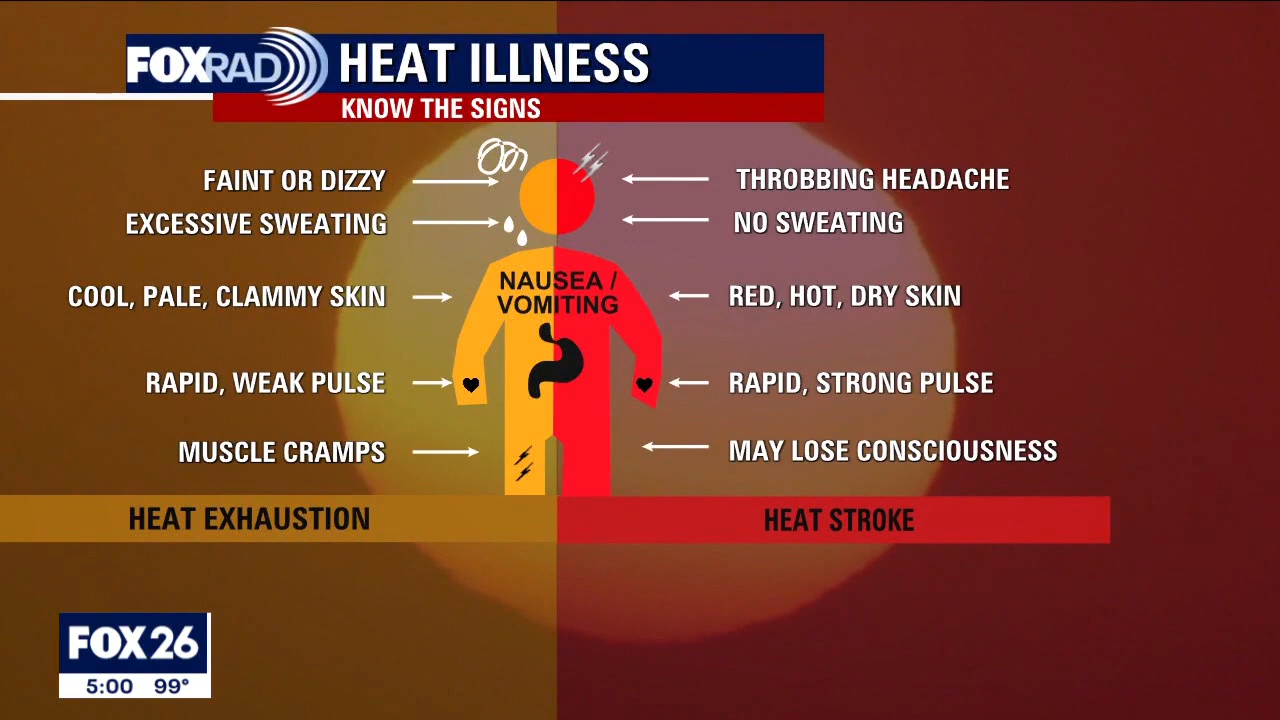 FOXRAD HEAT ILLNESS
KNOW THE SIGNS
FAINT OR DIZZY
EXCESSIVE SWEATING
COOL, PALE, CLAMMY SKIN
RAPID, WEAK PULSE
MUSCLE CRAMPS
NAUSEA /
VOMITING
THROBBING HEADACHE
NO SWEATING
RED, HOT, DRY SKIN
RAPID, STRONG PULSE
MAY LOSE CONSCIOUSNESS
HEAT EXHAUSTION
HEAT STROKE
FOX 26
5:00 99°